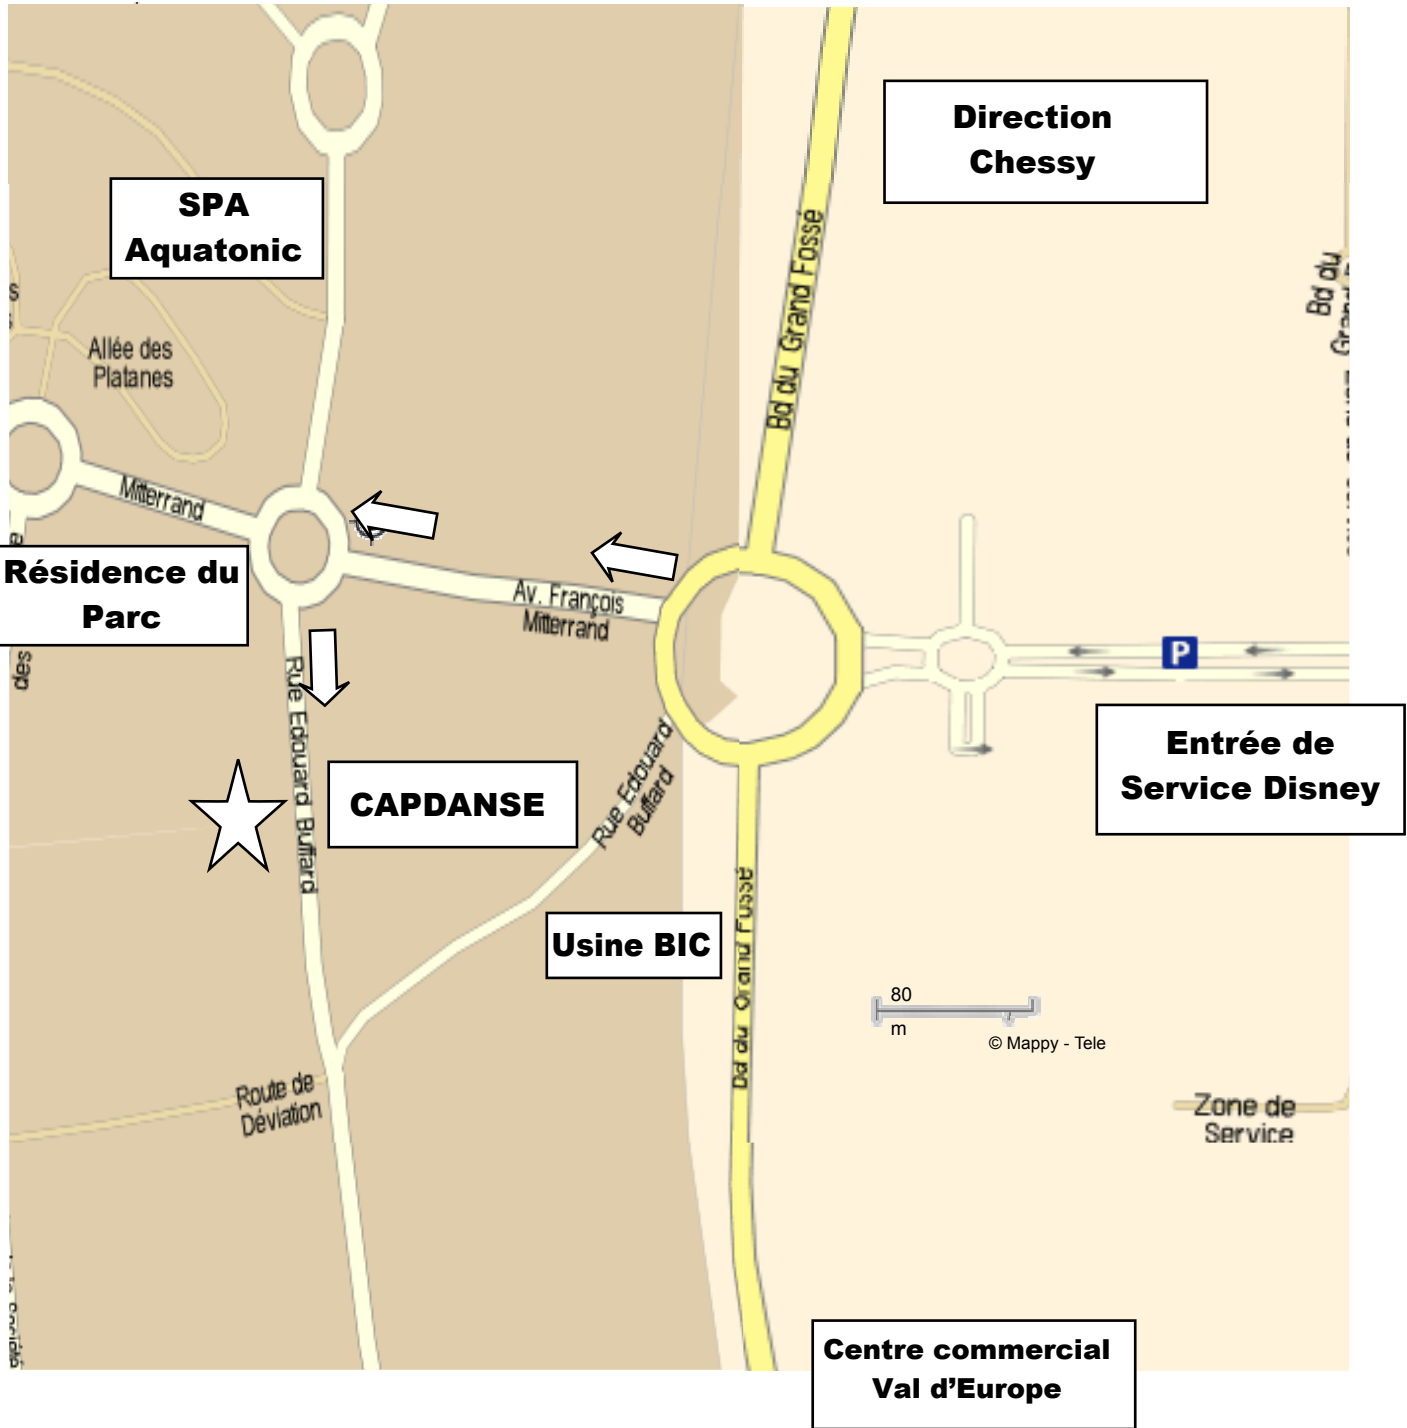 Direction
Chessy
SPA
Aquatonic
Bd du Grand Fossé
Bd du
Allée des
Platanes
Mitterrand
Résidence du
Parc
des
Av. François
Mitterrand
P
Rue Edouard Buffard
Rue Edouard
Buffard
Entrée de
Service Disney
CAPDANSE
Usine BIC
Bd du Grand Fossé
80
m
© Mappy - Tele
Route de
Déviation
Zone de
Service
Centre commercial
Val d’Europe